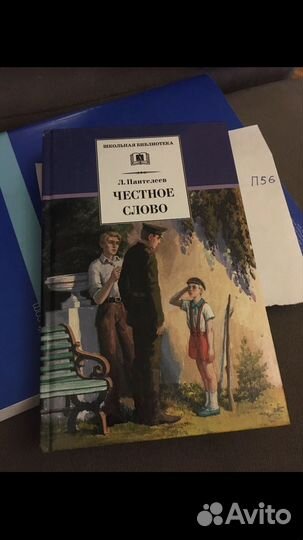 ШКОЛЬНАЯ БИБЛИОТЕКА
Л. Пантелеев
ЧЕСТНОЕ
СЛОВО
П56
Avito